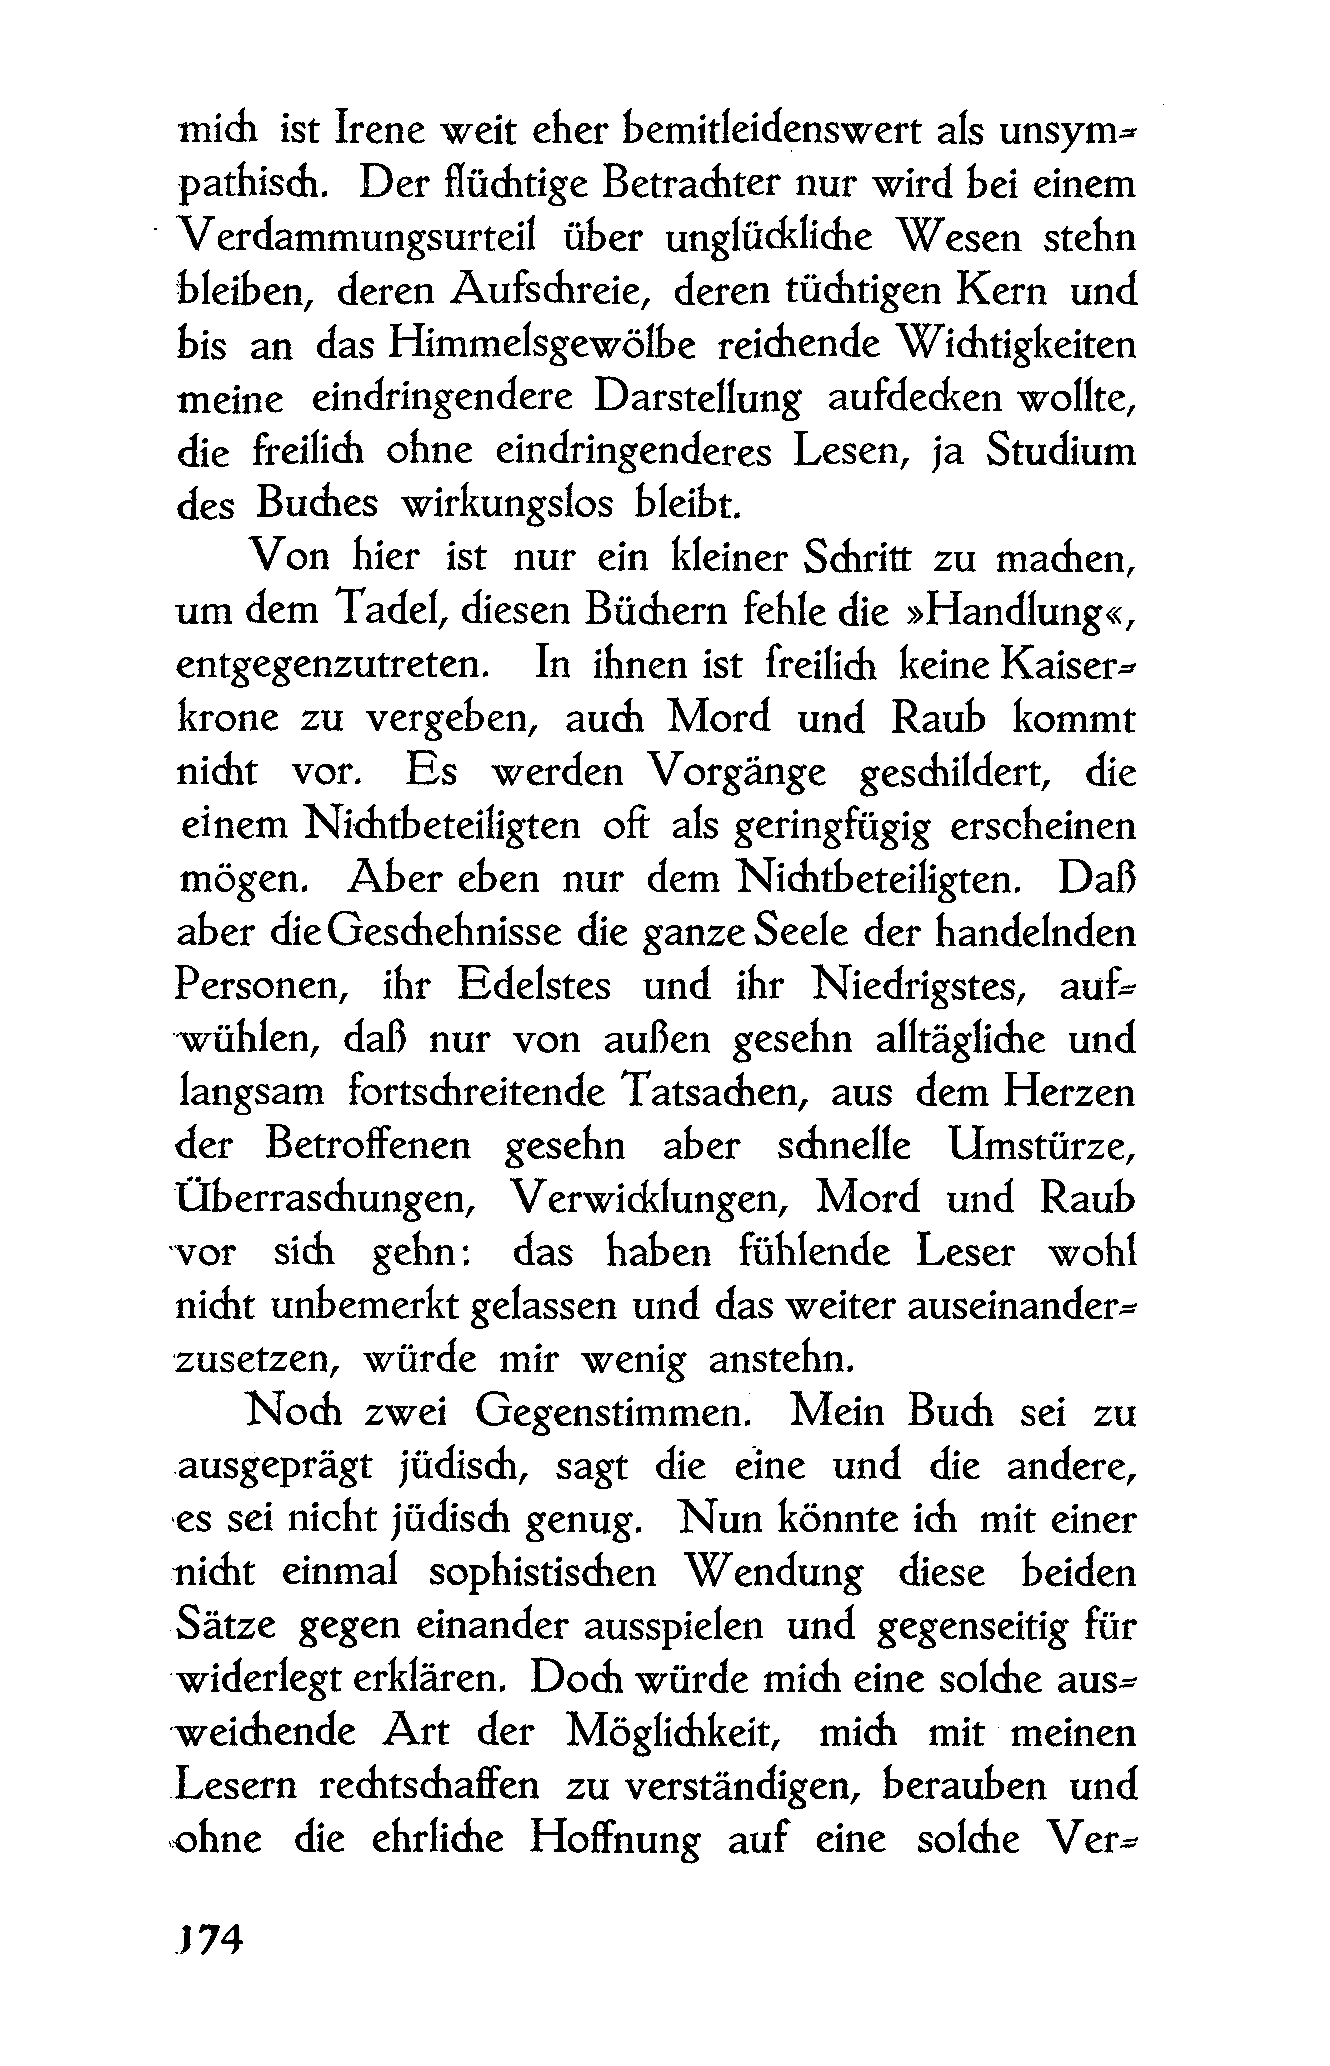 mich ist Irene weit eher bemitleidenswert als unsym-
pathisch. Der flüchtige Betrachter nur wird bei einem
Verdammungsurteil über unglückliche Wesen stehn
bleiben, deren Aufschreie, deren tüchtigen Kern und
bis an das Himmelsgewölbe reichende Wichtigkeiten
meine eindringendere Darstellung aufdecken wollte,
die freilich ohne eindringenderes Lesen, ja Studium
des Buches wirkungslos bleibt.
Von hier ist nur ein kleiner Schritt zu machen,
um dem Tadel, diesen Büchern fehle die »Handlung«,
entgegenzutreten. In ihnen ist freilich keine Kaiser-
krone zu vergeben, auch Mord und Raub kommt
nicht vor. Es werden Vorgänge geschildert, die
einem Nichtbeteiligten oft als geringfügig erscheinen
mögen. Aber eben nur dem Nichtbeteiligten. Daß
aber die Geschehnisse die ganze Seele der handelnden
Personen, ihr Edelstes und ihr Niedrigstes, auf-
wühlen, daß nur von außen gesehn alltägliche und
langsam fortschreitende Tatsachen, aus dem Herzen
der Betroffenen gesehn aber schnelle Umstürze,
Überraschungen, Verwicklungen, Mord und Raub
vor sich gehn: das haben fühlende Leser wohl
nicht unbemerkt gelassen und das weiter auseinander-
zusetzen, würde mir wenig anstehn.
Noch zwei Gegenstimmen. Mein Buch sei zu
ausgeprägt jüdisch, sagt die eine und die andere,
es sei nicht jüdisch genug. Nun könnte ich mit einer
nicht einmal sophistischen Wendung diese beiden
Sätze gegen einander ausspielen und gegenseitig für
widerlegt erklären. Doch würde mich eine solche aus-
weichende Art der Möglichkeit, mich mit meinen
Lesern rechtschaffen zu verständigen, berauben und
ohne die ehrliche Hoffnung auf eine solche Ver-
174